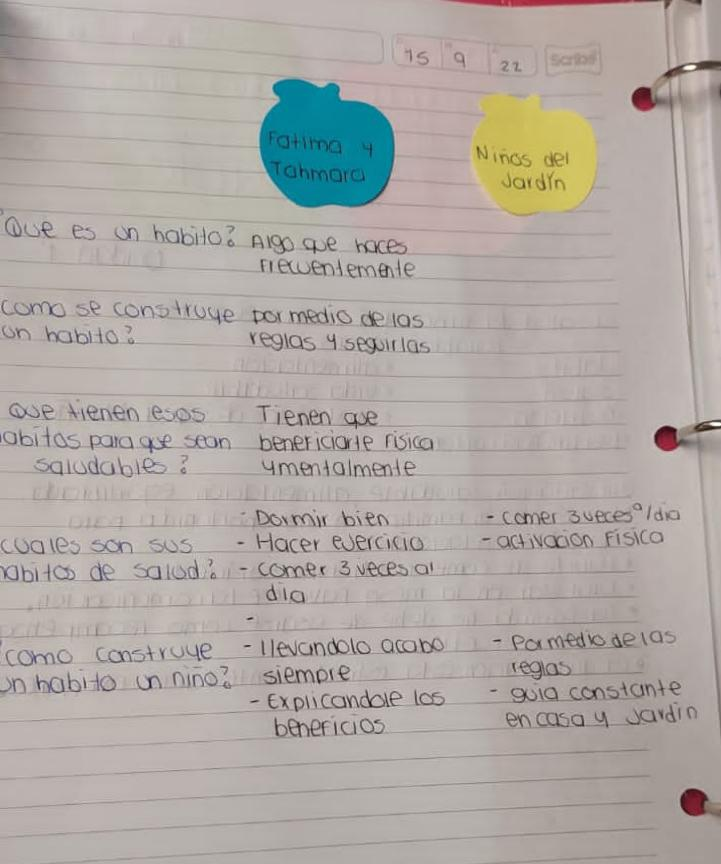 15 9 22 Scribe
Fatima y
Tahmara
Niños del
Jardín
Que es un habito? Algo que haces
frecuentemente
como se construye por medio de las
un habito? reglas y seguirlas
que tienen esos Tienen que
abitos para que sean beneficiarte fisica
saludables? y mentalmente
- Dormir bien - comer 3 veces a/dia
cuales son sus - Hacer ejercicio - activacion Fisica
habitos de salud? - comer 3 veces al
dia
-
como construye - llevandolo acabo - Por medio de las
un habito un niño? siempre reglas
- Explicandole los - guia constante
beneficios en casa y Jardin